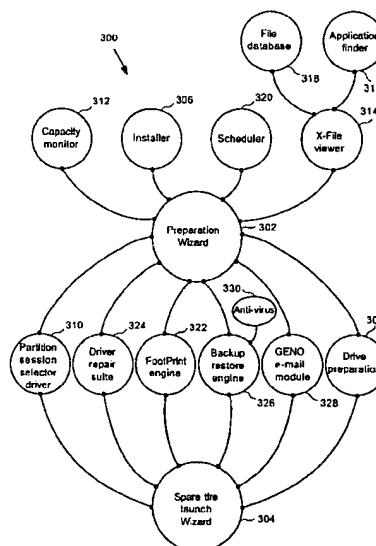 300
File
database
Application
finder
318
312
306
320
314
Capacity
monitor
Installer
Scheduler
X-File
viewer
Preparation
Wizard
302
330
Anti-virus
310
324
322
Partition
session
selector
driver
Driver
repair
suite
FootPrint
engine
Backup
restore
engine
GENO
e-mail
module
Drive
preparation
326
328
Spare tire
launch
Wizard
304